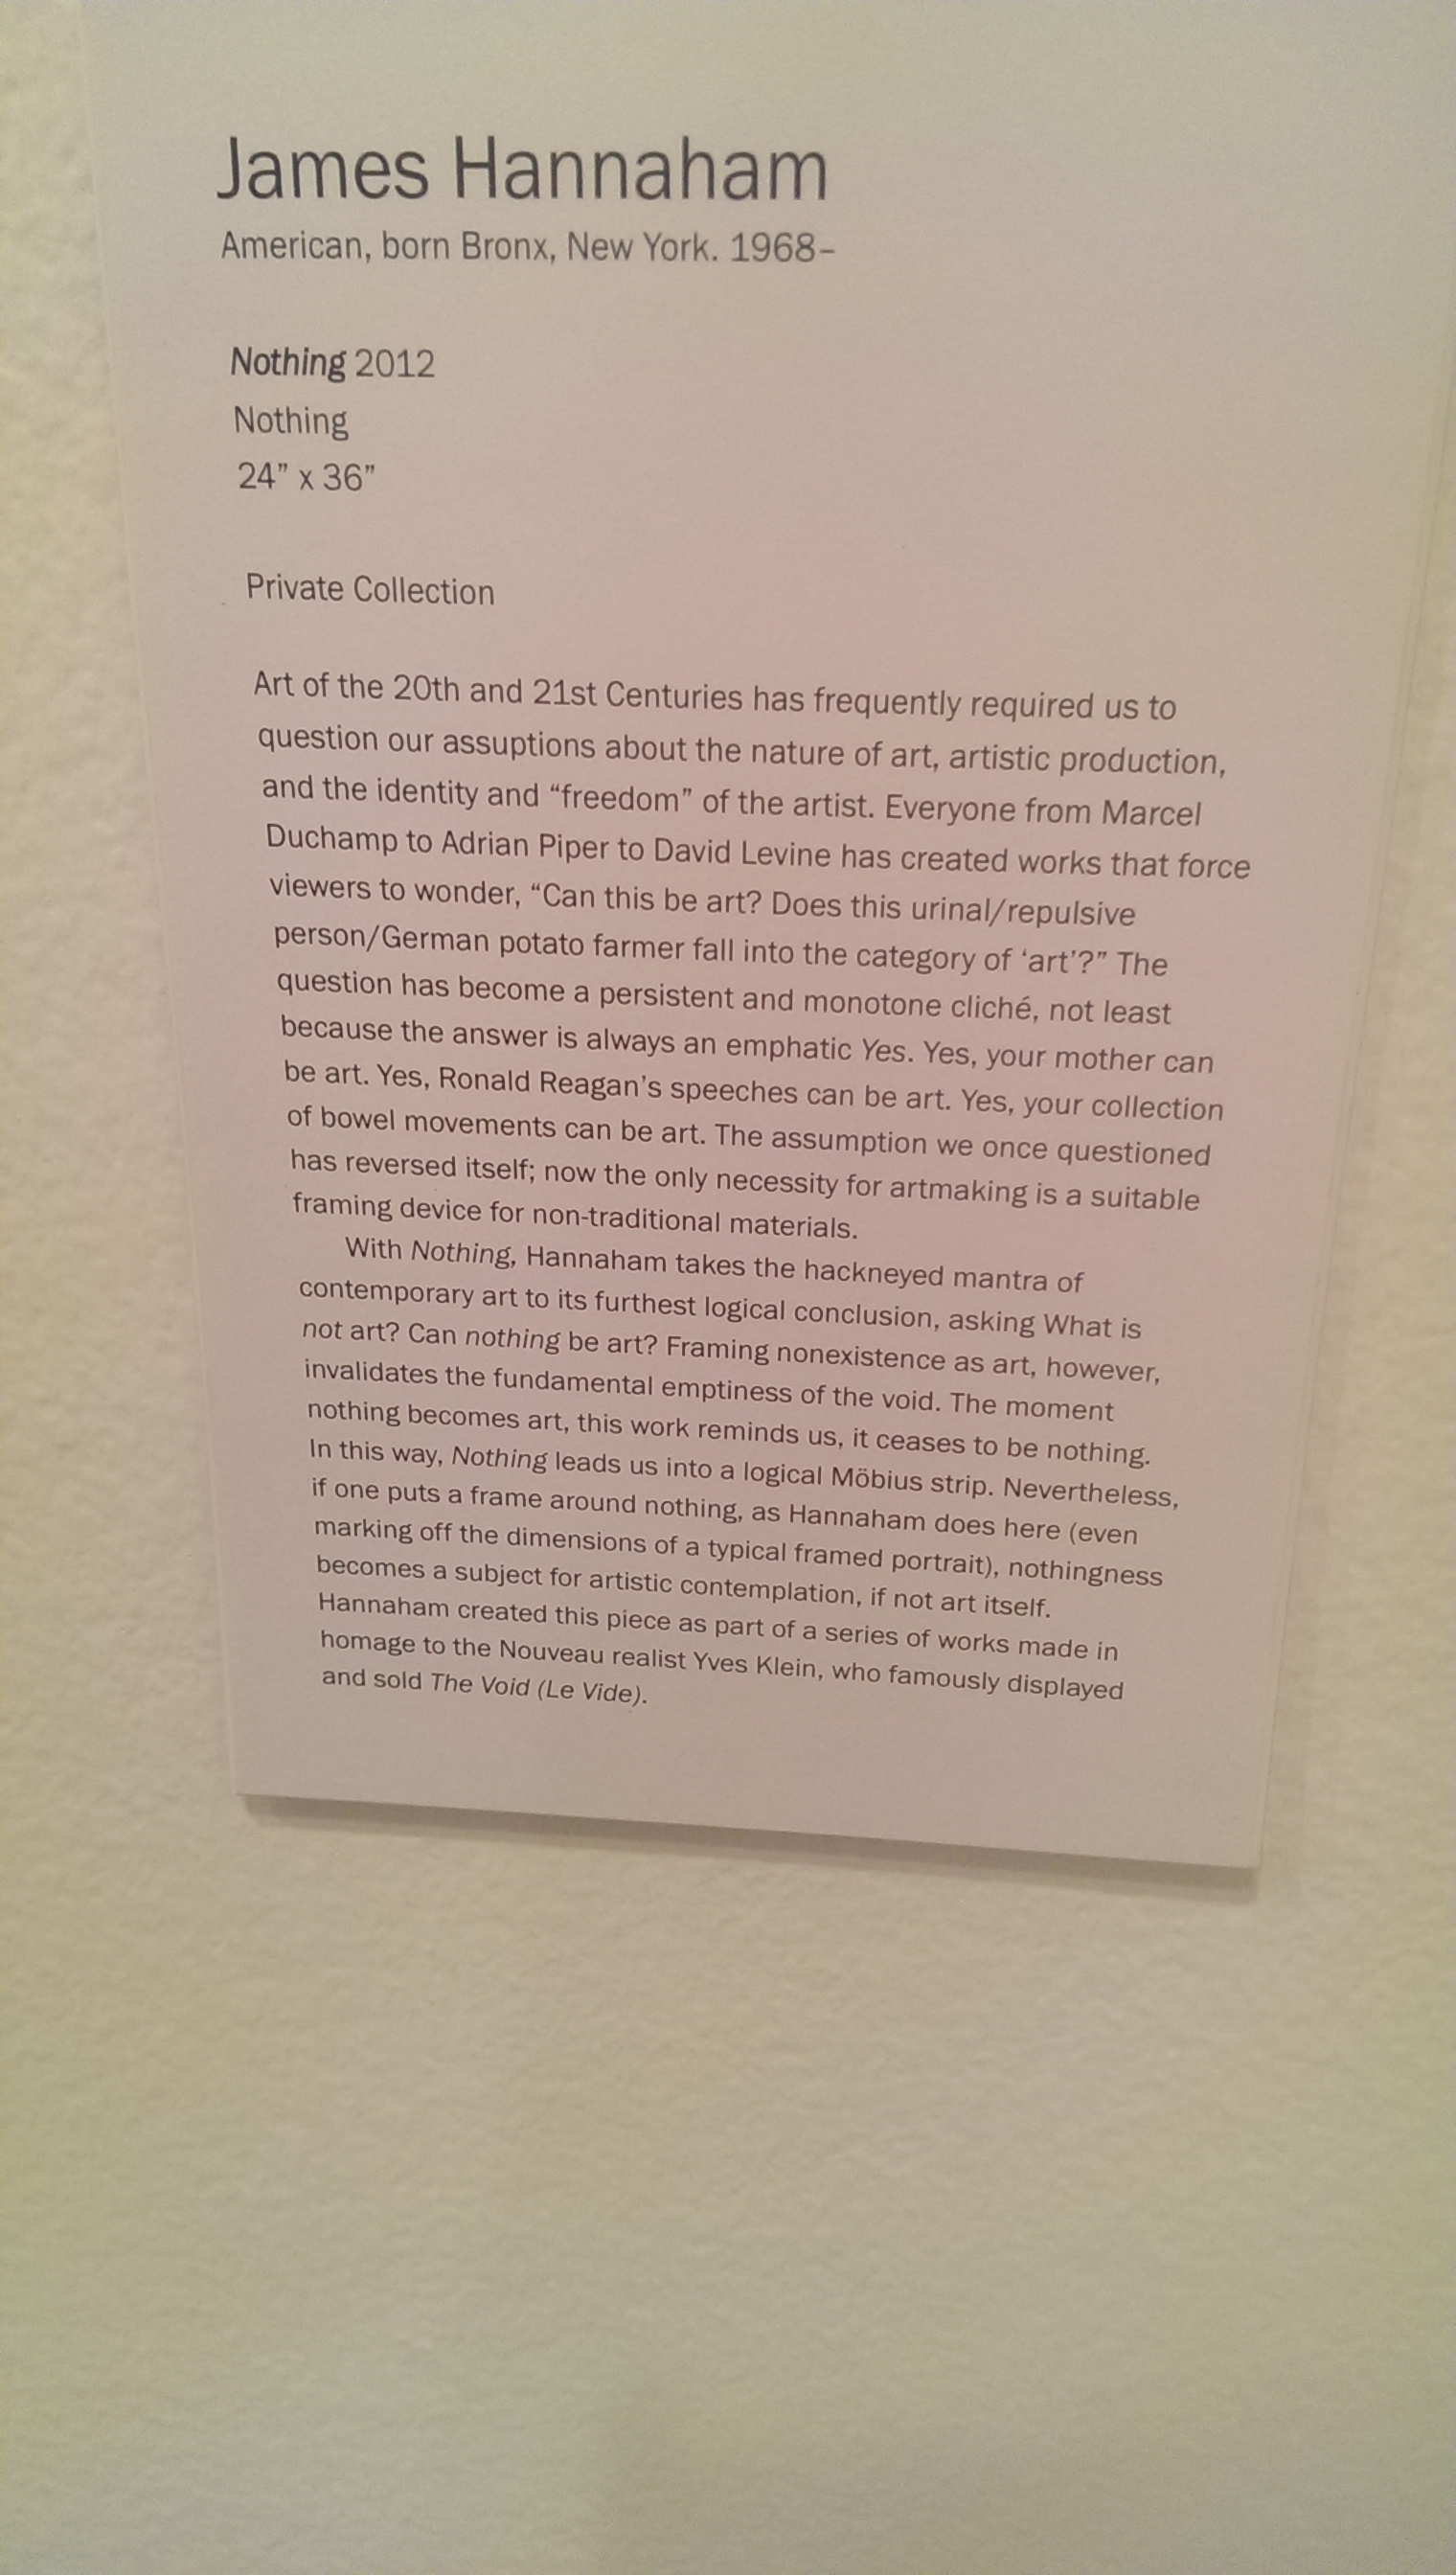 James Hannaham
American, born Bronx, New York. 1968–
Nothing 2012
Nothing
24” x 36”
Private Collection
Art of the 20th and 21st Centuries has frequently required us to
question our assuptions about the nature of art, artistic production,
and the identity and “freedom” of the artist. Everyone from Marcel
Duchamp to Adrian Piper to David Levine has created works that force
viewers to wonder, “Can this be art? Does this urinal/repulsive
person/German potato farmer fall into the category of ‘art’?” The
question has become a persistent and monotone cliché, not least
because the answer is always an emphatic Yes. Yes, your mother can
be art. Yes, Ronald Reagan’s speeches can be art. Yes, your collection
of bowel movements can be art. The assumption we once questioned
has reversed itself; now the only necessity for artmaking is a suitable
framing device for non-traditional materials.
With Nothing, Hannaham takes the hackneyed mantra of
contemporary art to its furthest logical conclusion, asking What is
not art? Can nothing be art? Framing nonexistence as art, however,
invalidates the fundamental emptiness of the void. The moment
nothing becomes art, this work reminds us, it ceases to be nothing.
In this way, Nothing leads us into a logical Möbius strip. Nevertheless,
if one puts a frame around nothing, as Hannaham does here (even
marking off the dimensions of a typical framed portrait), nothingness
becomes a subject for artistic contemplation, if not art itself.
Hannaham created this piece as part of a series of works made in
homage to the Nouveau realist Yves Klein, who famously displayed
and sold The Void (Le Vide).